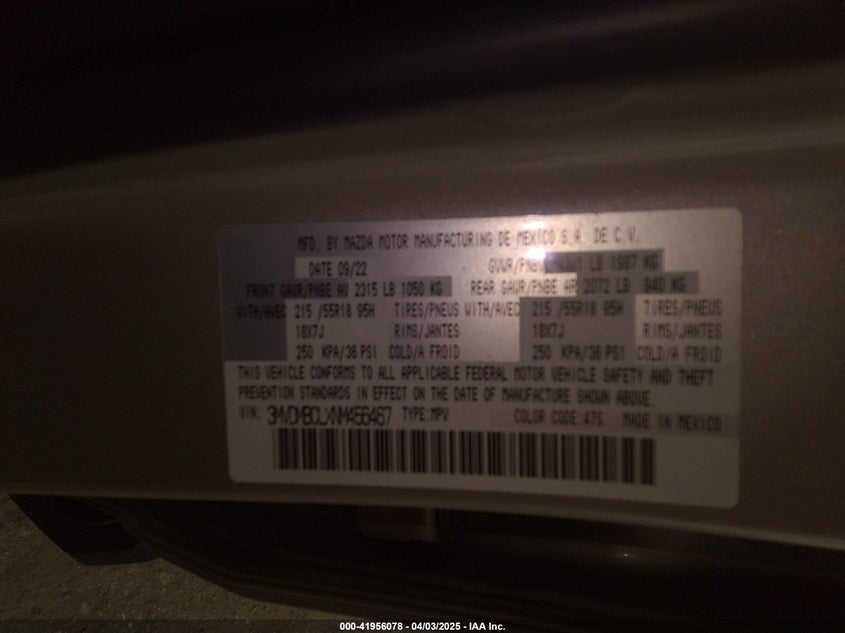 MFD. BY MAZDA MOTOR MANUFACTURING DE MEXICO S.A. DE C.V.
DATE 09/22 GVWR/PNBV LB 1987 KG
FRONT GAWR/PNBE AV 2315 LB 1050 KG REAR GAWR/PNBE AR 2072 LB 940 KG
WITH/AVEC 215 /55R18 95H TIRES/PNEUS WITH/AVEC 215 /55R18 95H TIRES/PNEUS
18X7J RIMS/JANTES 18X7J RIMS/JANTES
250 KPA/36 PSI COLD/A FROID 250 KPA/36 PSI COLD/A FROID
THIS VEHICLE CONFORMS TO ALL APPLICABLE FEDERAL MOTOR VEHICLE SAFETY AND THEFT
PREVENTION STANDARDS IN EFFECT ON THE DATE OF MANUFACTURE SHOWN ABOVE.
VIN: 3MVDMBCLXNM456467 TYPE:MPV COLOR CODE:47S MADE IN MEXICO
000-41956078 - 04/03/2025 - IAA Inc.